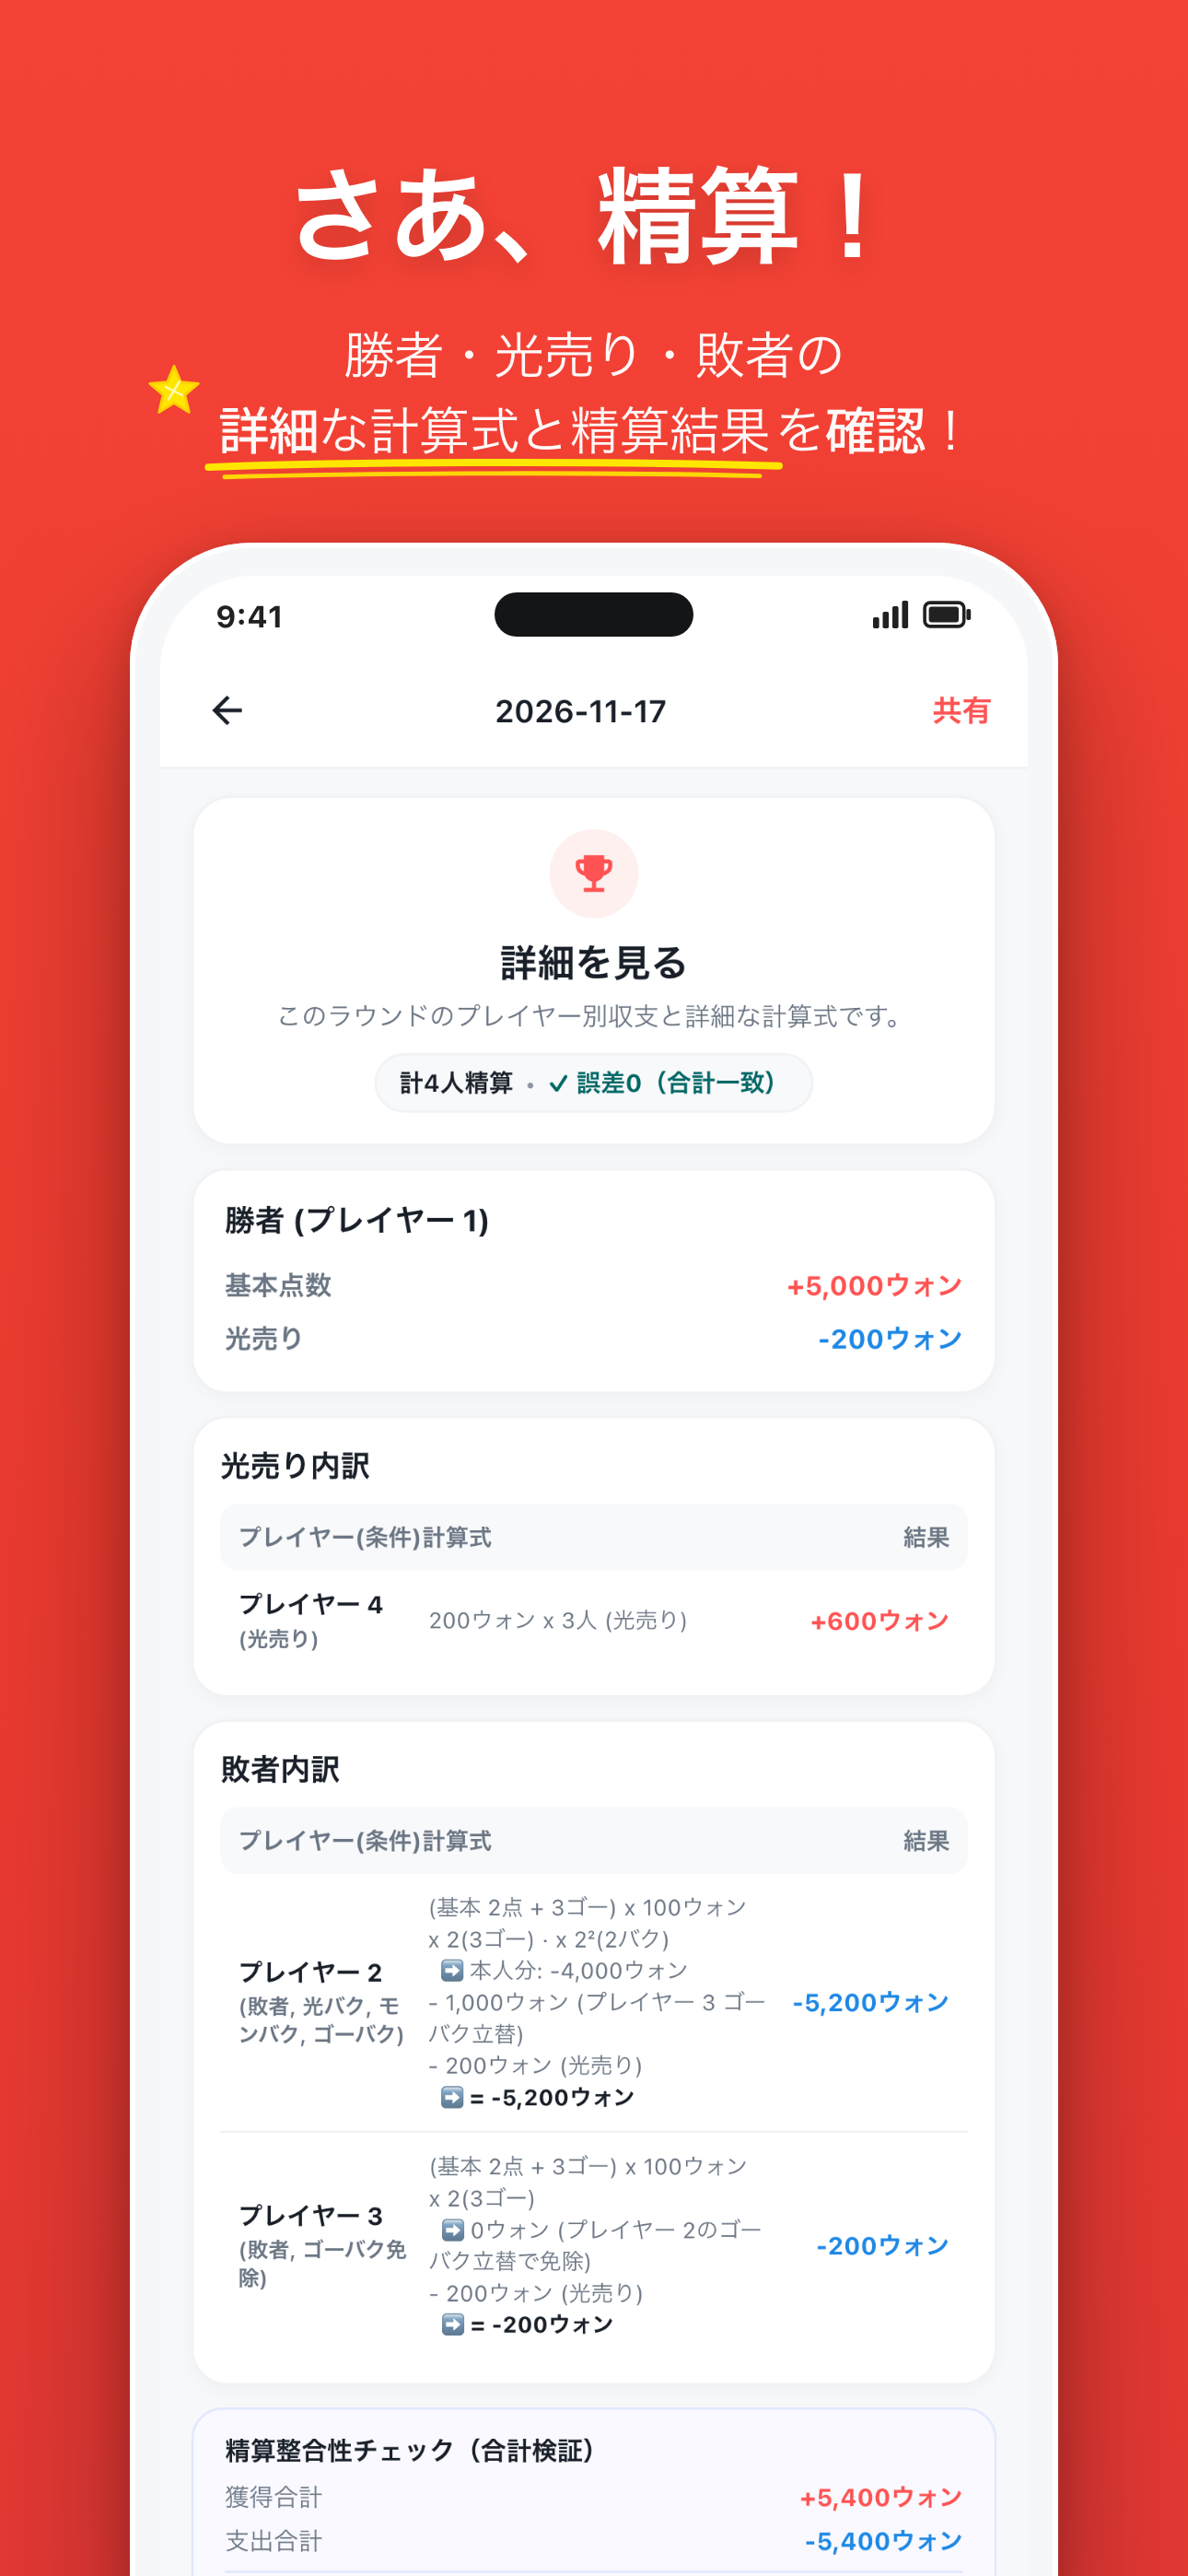 さあ、精算！
勝者・光売り・敗者の
詳細な計算式と精算結果を確認！
9:41
2026-11-17
共有
詳細を見る
このラウンドのプレイヤー別収支と詳細な計算式です。
計4人精算 • ✓ 誤差0（合計一致）
勝者 (プレイヤー 1)
基本点数 +5,000ウォン
光売り -200ウォン
光売り内訳
プレイヤー(条件)計算式 結果
プレイヤー 4
(光売り)
200ウォン x 3人 (光売り)
+600ウォン
敗者内訳
プレイヤー(条件)計算式 結果
プレイヤー 2
(敗者, 光バク, モ
ンバク, ゴーバク)
(基本 2点 + 3ゴー) x 100ウォン
x 2(3ゴー) · x 2²(2バク)
➡ 本人分: -4,000ウォン
- 1,000ウォン (プレイヤー 3 ゴー
バク立替)
- 200ウォン (光売り)
➡ = -5,200ウォン
-5,200ウォン
プレイヤー 3
(敗者, ゴーバク免
除)
(基本 2点 + 3ゴー) x 100ウォン
x 2(3ゴー)
➡ 0ウォン (プレイヤー 2のゴー
バク立替で免除)
- 200ウォン (光売り)
➡ = -200ウォン
-200ウォン
精算整合性チェック（合計検証）
獲得合計 +5,400ウォン
支出合計 -5,400ウォン